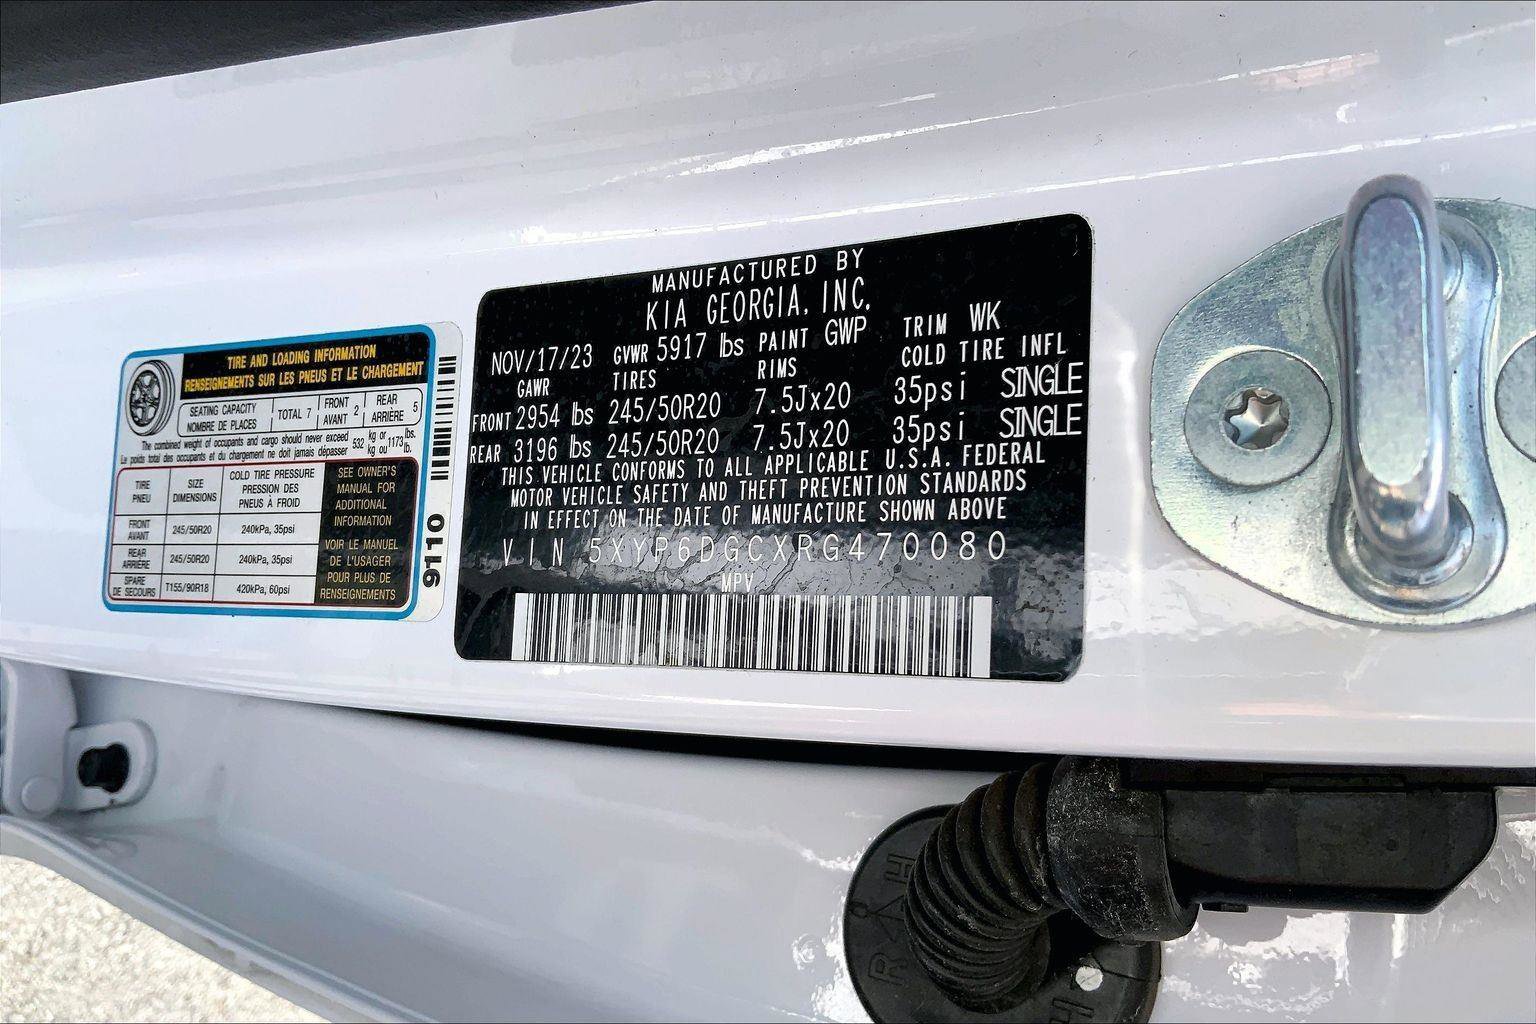 TIRE AND LOADING INFORMATION
RENSEIGNEMENTS SUR LES PNEUS ET LE CHARGEMENT
SEATING CAPACITY
NOMBRE DE PLACES
TOTAL 7
FRONT
AVANT
2
REAR
ARRIÈRE
5
The combined weight of occupants and cargo should never exceed 532 kg or 1173 lbs.
Le poids total des occupants et du chargement ne doit jamais dépasser 532 kg ou 1173 lb.
TIRE
PNEU
SIZE
DIMENSIONS
COLD TIRE PRESSURE
PRESSION DES
PNEUS À FROID
FRONT
AVANT
245/50R20
240kPa, 35psi
REAR
ARRIÈRE
245/50R20
240kPa, 35psi
SPARE
DE SECOURS
T155/90R18
420kPa, 60psi
SEE OWNER'S
MANUAL FOR
ADDITIONAL
INFORMATION
VOIR LE MANUEL
DE L'USAGER
POUR PLUS DE
RENSEIGNEMENTS
9110
MANUFACTURED BY
KIA GEORGIA, INC.
NOV/17/23 GVWR 5917 lbs PAINT GWP TRIM WK
GAWR TIRES RIMS COLD TIRE INFL
FRONT 2954 lbs 245/50R20 7.5Jx20 35psi SINGLE
REAR 3196 lbs 245/50R20 7.5Jx20 35psi SINGLE
THIS VEHICLE CONFORMS TO ALL APPLICABLE U.S.A. FEDERAL
MOTOR VEHICLE SAFETY AND THEFT PREVENTION STANDARDS
IN EFFECT ON THE DATE OF MANUFACTURE SHOWN ABOVE
VIN 5XYP6DGCXRG470080
MPV
RH